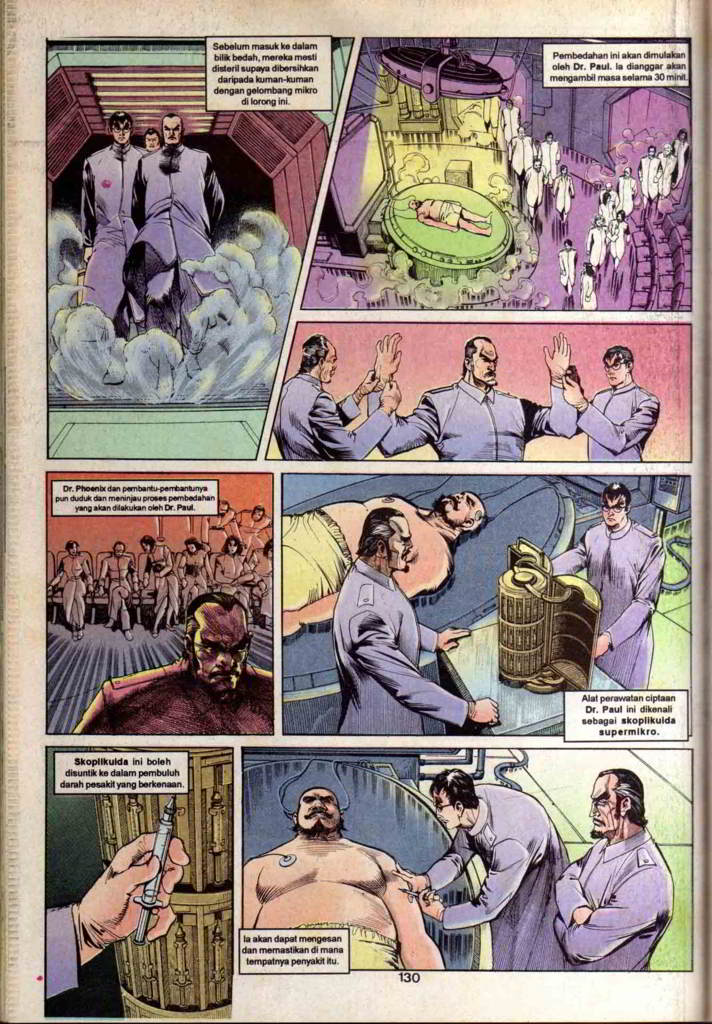 Sebelum masuk ke dalam
bilik bedah, mereka mesti
disteril supaya dibersihkan
daripada kuman-kuman
dengan gelombang mikro
di lorong ini.
Pembedahan ini akan dimulakan
oleh Dr. Paul. Ia dianggar akan
mengambil masa selama 30 minit.
Dr. Phoenix dan pembantu-pembantunya
pun duduk dan meninjau proses pembedahan
yang akan dilakukan oleh Dr. Paul.
Alat perawatan ciptaan
Dr. Paul ini dikenali
sebagai skoplikulda
supermikro.
Skoplikulda ini boleh
disuntik ke dalam pembuluh
darah pesakit yang berkenaan.
Ia akan dapat mengesan
dan memastikan di mana
tempatnya penyakit itu.
130